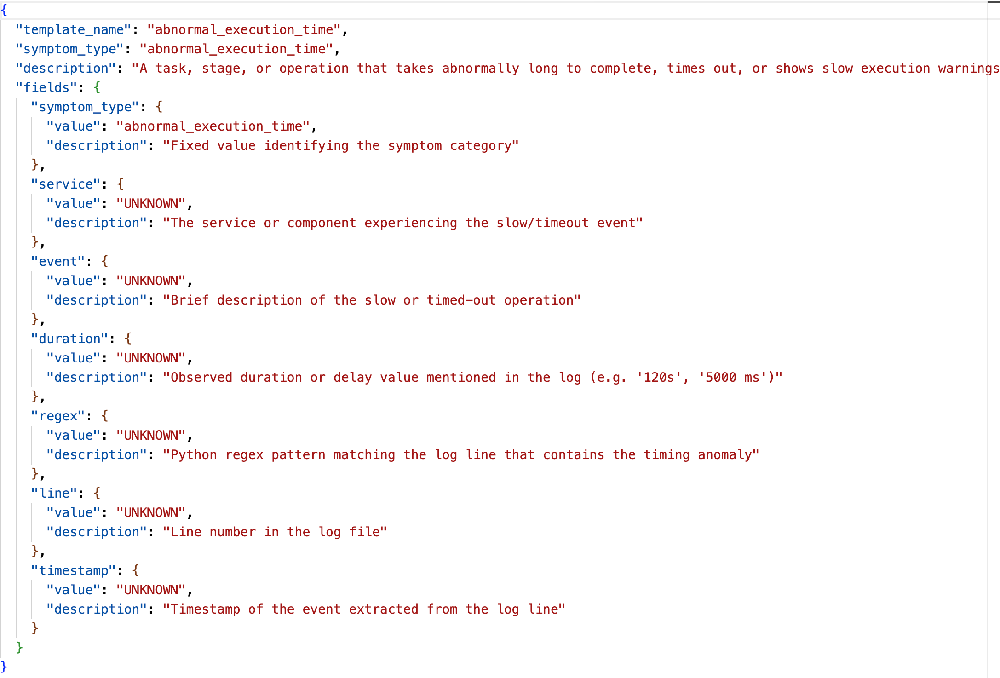 {
  "template_name": "abnormal_execution_time",
  "symptom_type": "abnormal_execution_time",
  "description": "A task, stage, or operation that takes abnormally long to complete, times out, or shows slow execution warnings
  "fields": {
    "symptom_type": {
      "value": "abnormal_execution_time",
      "description": "Fixed value identifying the symptom category"
    },
    "service": {
      "value": "UNKNOWN",
      "description": "The service or component experiencing the slow/timeout event"
    },
    "event": {
      "value": "UNKNOWN",
      "description": "Brief description of the slow or timed-out operation"
    },
    "duration": {
      "value": "UNKNOWN",
      "description": "Observed duration or delay value mentioned in the log (e.g. '120s', '5000 ms')"
    },
    "regex": {
      "value": "UNKNOWN",
      "description": "Python regex pattern matching the log line that contains the timing anomaly"
    },
    "line": {
      "value": "UNKNOWN",
      "description": "Line number in the log file"
    },
    "timestamp": {
      "value": "UNKNOWN",
      "description": "Timestamp of the event extracted from the log line"
    }
  }
}